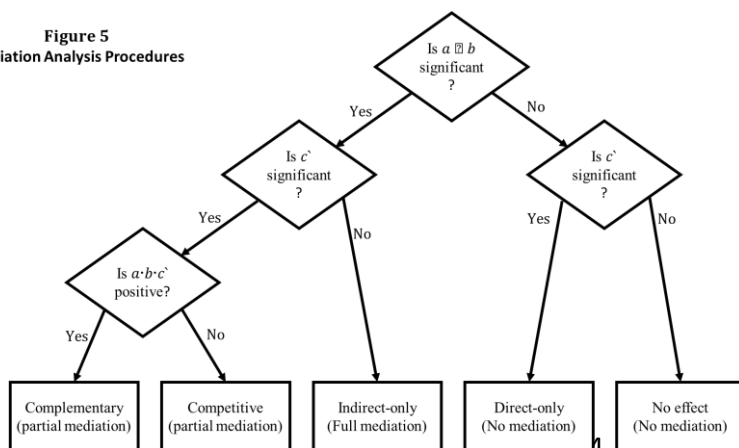 Figure 5
iation Analysis Procedures
Is a ⍰ b
significant
?
Yes
No
Is c`
significant
?
Is c`
significant
?
Yes
No
Yes
No
Is a·b·c`
positive?
Yes
No
Complementary
(partial mediation)
Competitive
(partial mediation)
Indirect-only
(Full mediation)
Direct-only
(No mediation)
No effect
(No mediation)